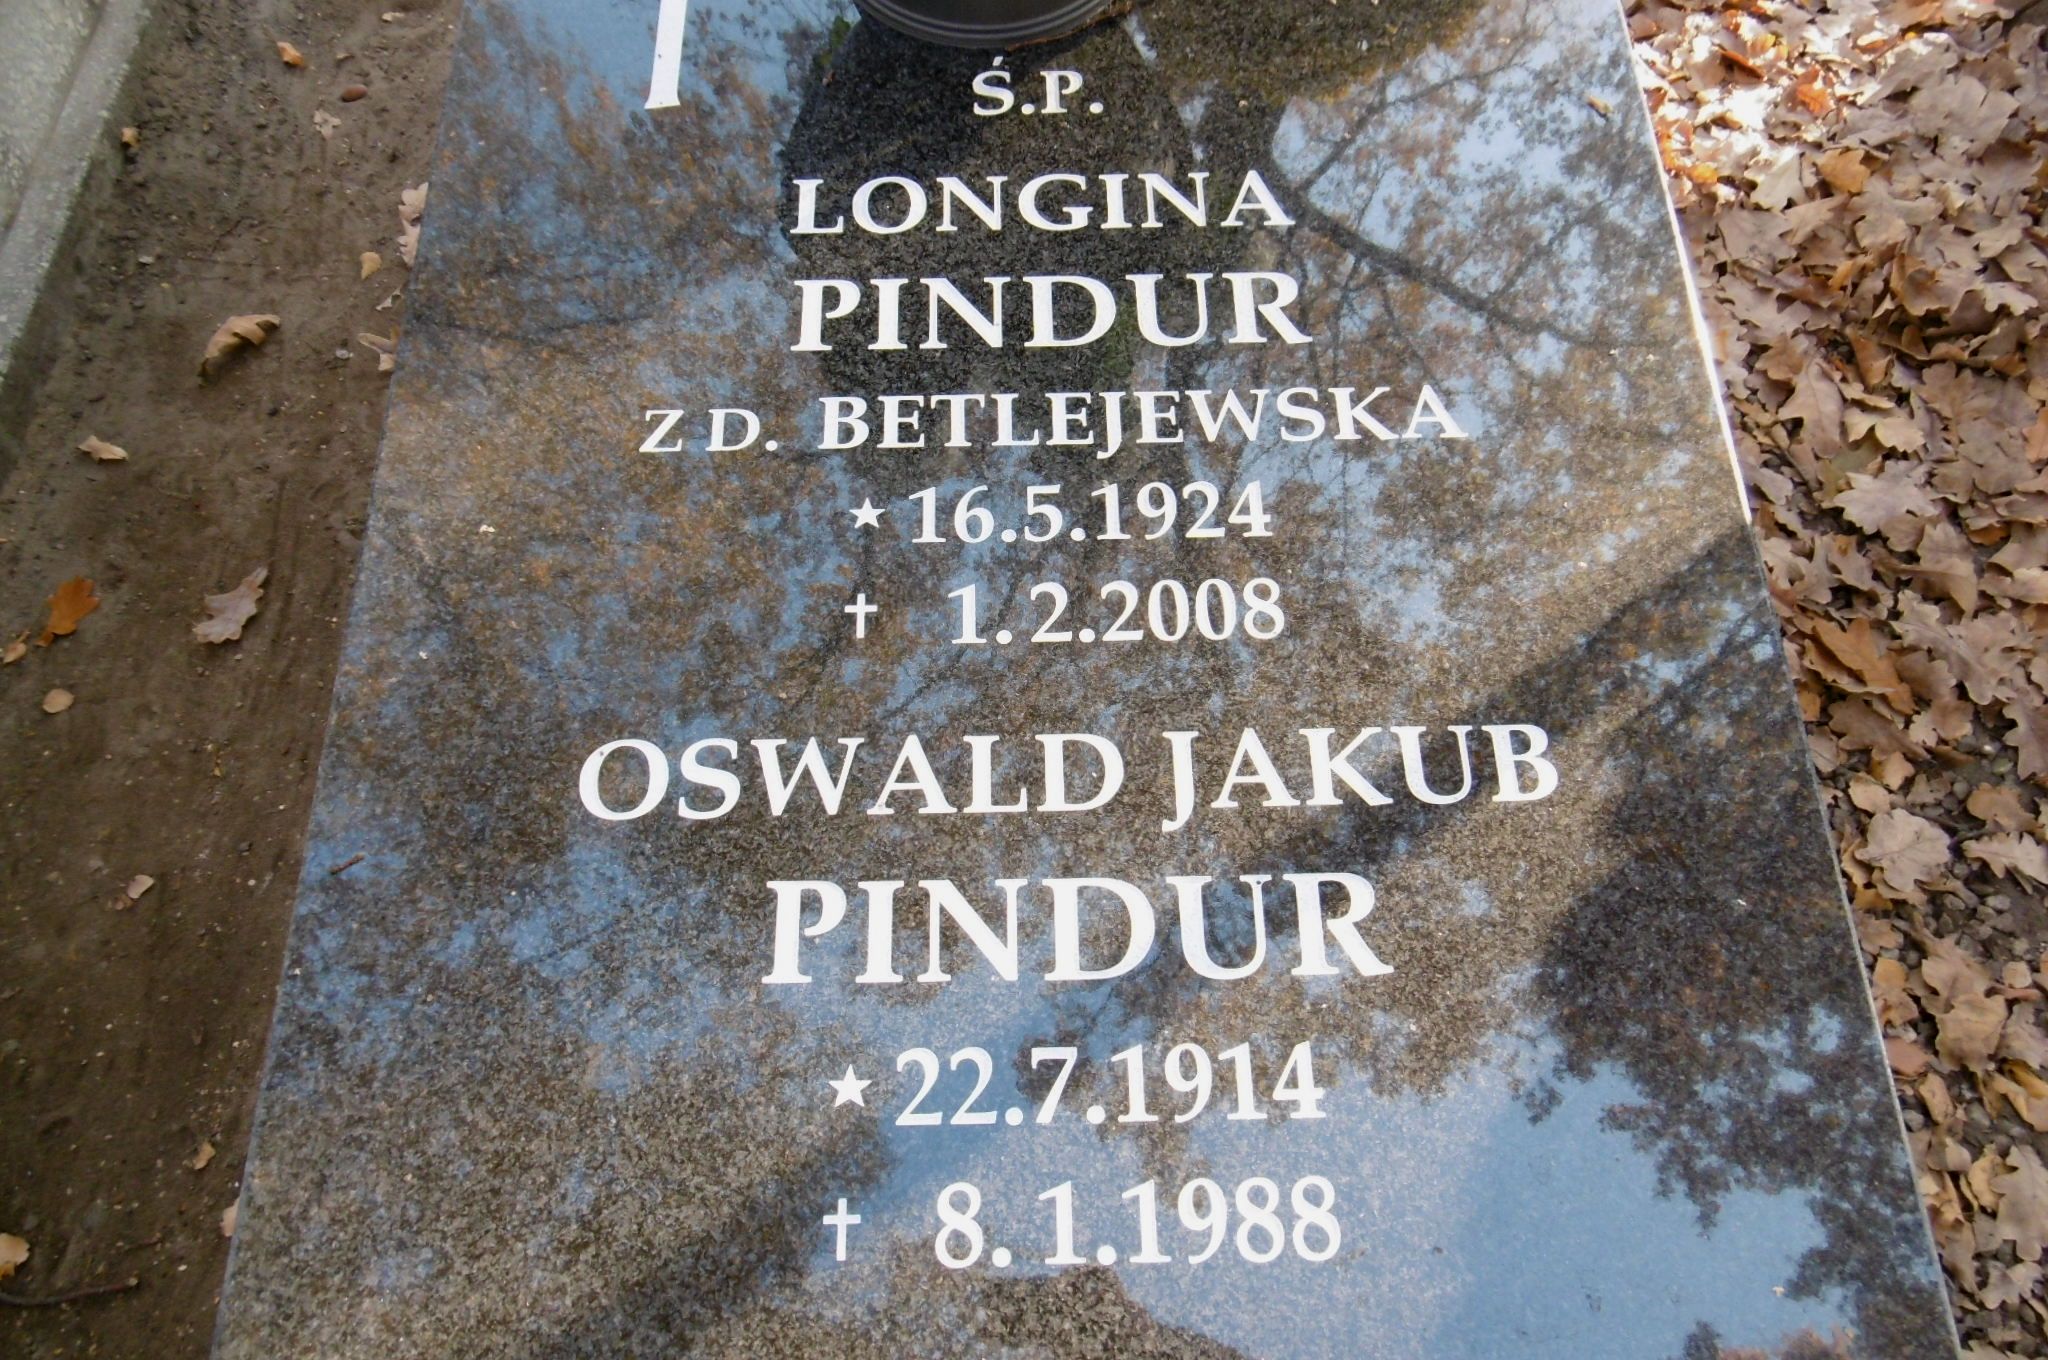 Ś.P.
LONGINA
PINDUR
Z D. BETLEJEWSKA
★ 16.5.1924
† 1.2.2008
OSWALD JAKUB
PINDUR
★ 22.7.1914
† 8.1.1988